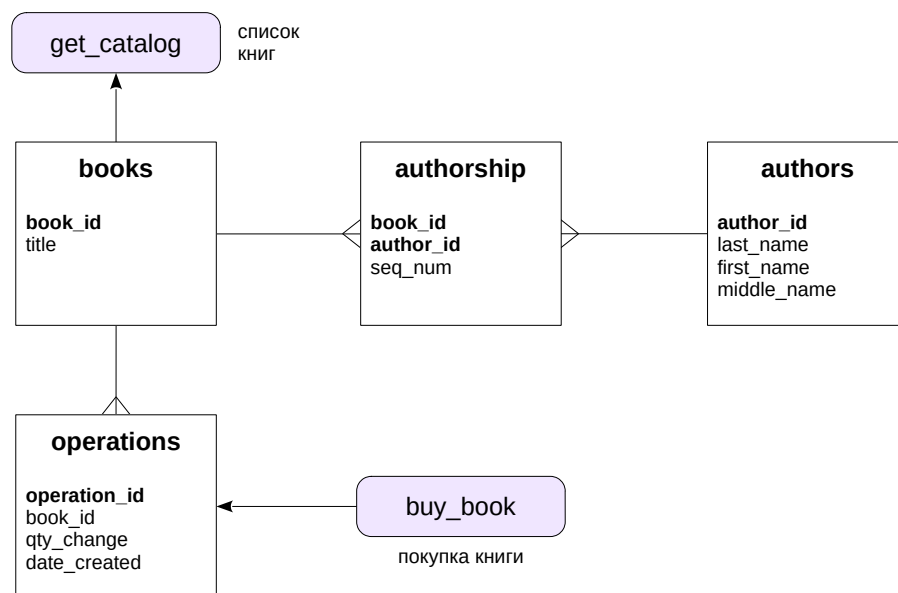 get_catalog
список
книг
books
book_id
title
authorship
book_id
author_id
seq_num
authors
author_id
last_name
first_name
middle_name
operations
operation_id
book_id
qty_change
date_created
buy_book
покупка книги